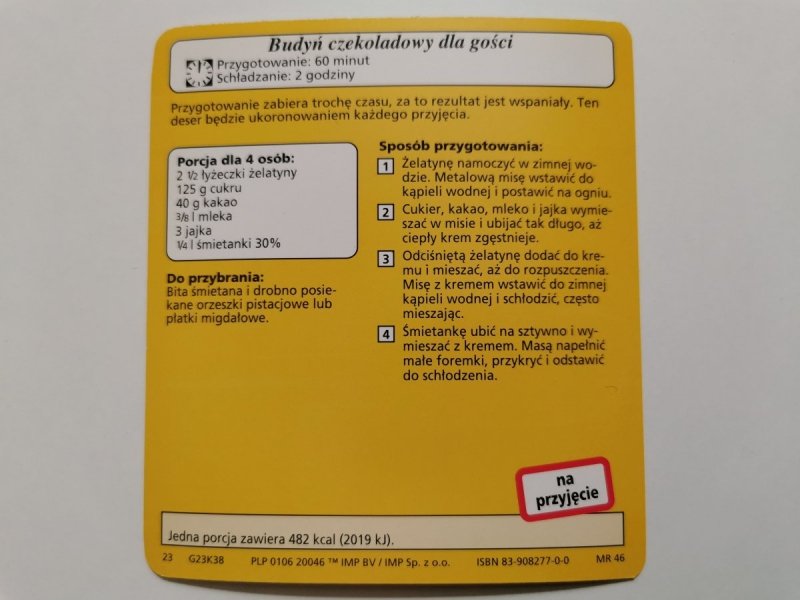 Budyń czekoladowy dla gości
Przygotowanie: 60 minut
Schładzanie: 2 godziny
Przygotowanie zabiera trochę czasu, za to rezultat jest wspaniały. Ten
deser będzie ukoronowaniem każdego przyjęcia.
Porcja dla 4 osób:
2 1/2 łyżeczki żelatyny
125 g cukru
40 g kakao
3/8 l mleka
3 jajka
1/4 l śmietanki 30%
Do przybrania:
Bita śmietana i drobno posie-
kane orzeszki pistacjowe lub
płatki migdałowe.
Sposób przygotowania:
1 Żelatynę namoczyć w zimnej wo-
dzie. Metalową misę wstawić do
kąpieli wodnej i postawić na ogniu.
2 Cukier, kakao, mleko i jajka wymie-
szać w misie i ubijać tak długo, aż
ciepły krem zgęstnieje.
3 Odciśniętą żelatynę dodać do kre-
mu i mieszać, aż do rozpuszczenia.
Misę z kremem wstawić do zimnej
kąpieli wodnej i schłodzić, często
mieszając.
4 Śmietankę ubić na sztywno i wy-
mieszać z kremem. Masą napełnić
małe foremki, przykryć i odstawić
do schłodzenia.
na
przyjęcie
Jedna porcja zawiera 482 kcal (2019 kJ).
23 G23K38 PLP 0106 20046 ™ IMP BV / IMP Sp. z o.o. ISBN 83-908277-0-0 MR 46